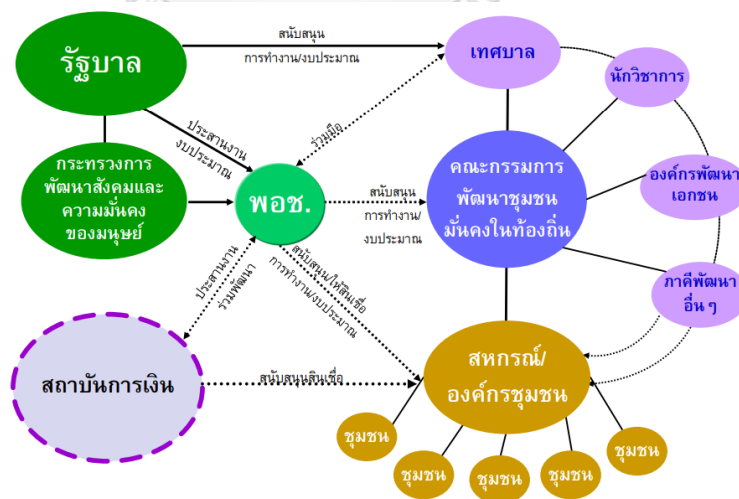 รัฐบาล
สนับสนุน
การทำงาน/งบประมาณ
เทศบาล
นักวิชาการ
ประสานงาน
งบประมาณ
ร่วมมือ
กระทรวงการ
พัฒนาสังคมและ
ความมั่นคง
ของมนุษย์
พอช.
สนับสนุน
การทำงาน/
งบประมาณ
คณะกรรมการ
พัฒนาชุมชน
มั่นคงในท้องถิ่น
องค์กรพัฒนา
เอกชน
ภาคีพัฒนา
อื่น ๆ
ประสานงาน
ร่วมพัฒนา
สนับสนุน/ให้สินเชื่อ
การทำงาน/งบประมาณ
สถาบันการเงิน
สนับสนุนสินเชื่อ
สหกรณ์/
องค์กรชุมชน
ชุมชน
ชุมชน
ชุมชน
ชุมชน
ชุมชน